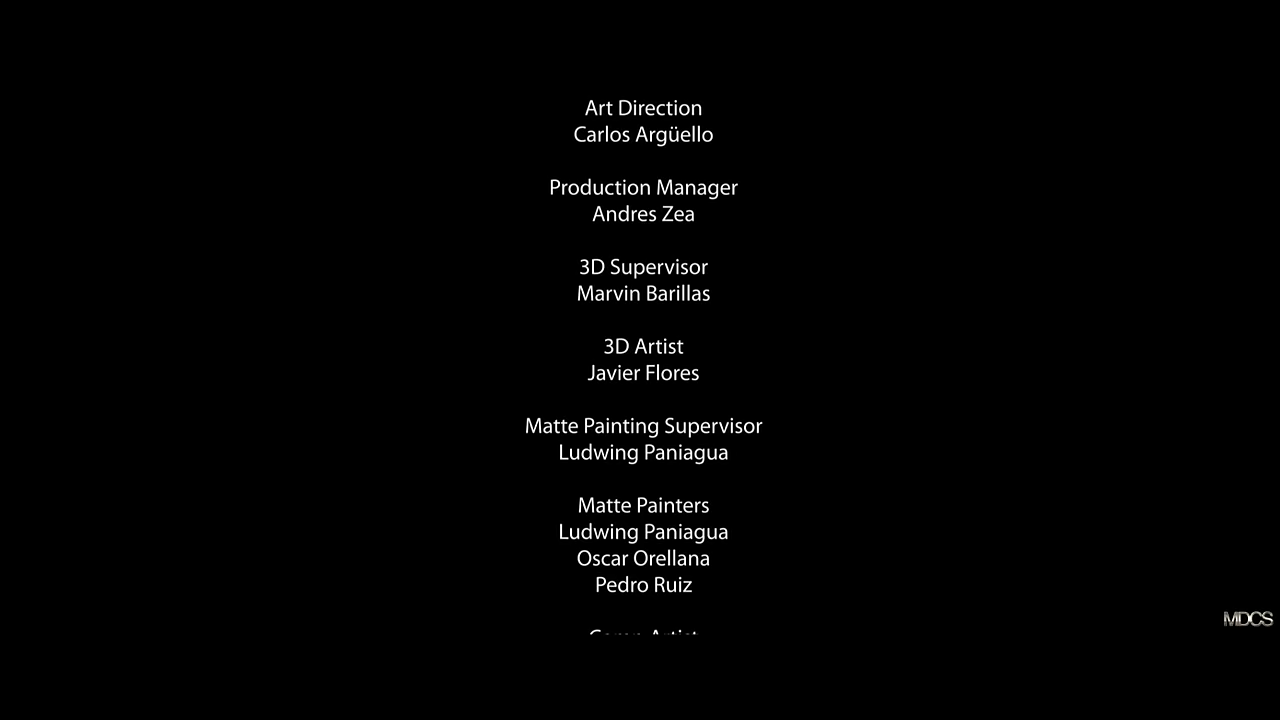 Art Direction
Carlos Argüello
Production Manager
Andres Zea
3D Supervisor
Marvin Barillas
3D Artist
Javier Flores
Matte Painting Supervisor
Ludwing Paniagua
Matte Painters
Ludwing Paniagua
Oscar Orellana
Pedro Ruiz
MDCS